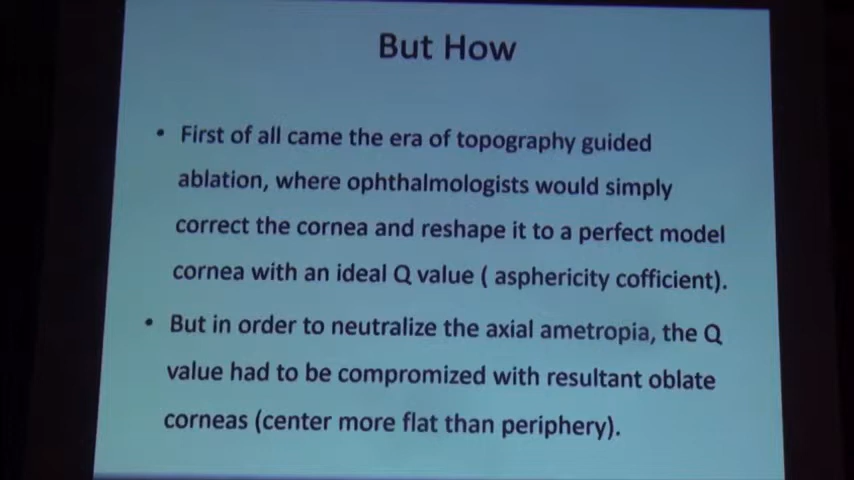 But How
• First of all came the era of topography guided
ablation, where ophthalmologists would simply
correct the cornea and reshape it to a perfect model
cornea with an ideal Q value ( asphericity cofficient).
• But in order to neutralize the axial ametropia, the Q
value had to be compromized with resultant oblate
corneas (center more flat than periphery).